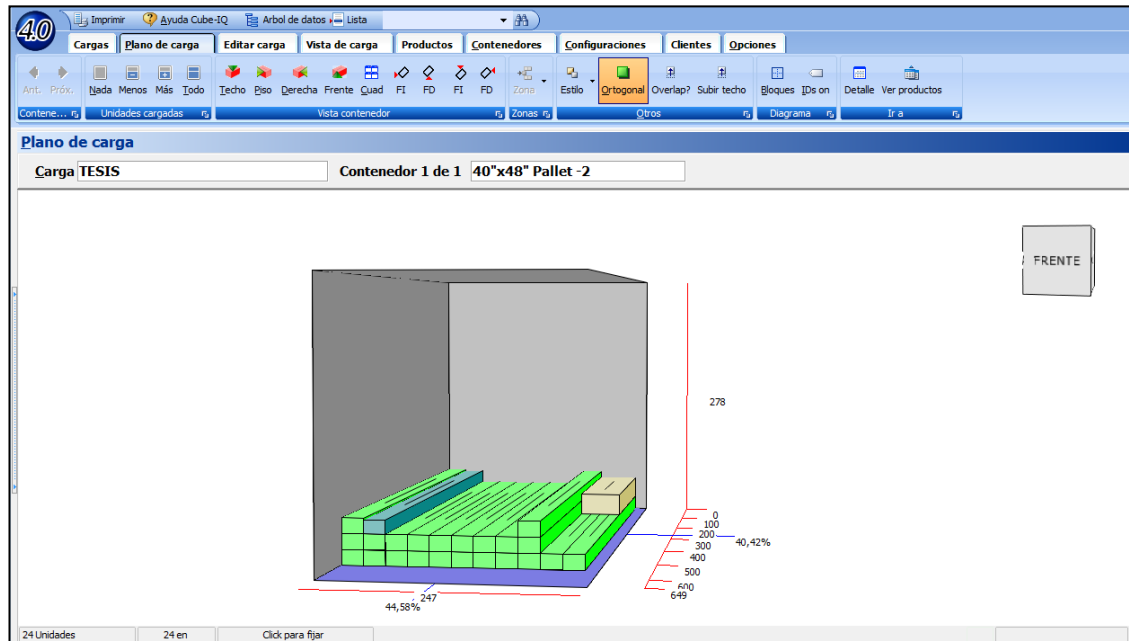 4.0 Imprimir Ayuda Cube-IQ Arbol de datos Lista
Cargas Plano de carga Editar carga Vista de carga Productos Contenedores Configuraciones Clientes Opciones
Ant. Próx. Nada Menos Más Todo Techo Piso Derecha Frente Cuad FI FD FI FD Zona Estilo Ortogonal Overlap? Subir techo Bloques IDs on Detalle Ver productos
Contene... Unidades cargadas Vista contenedor Zonas Otros Diagrama Ir a
Plano de carga
Carga TESIS Contenedor 1 de 1 40"x48" Pallet -2
FRENTE
278
0
100
200
300
40,42%
400
500
600
649
247
44,58%
24 Unidades 24 en Click para fijar